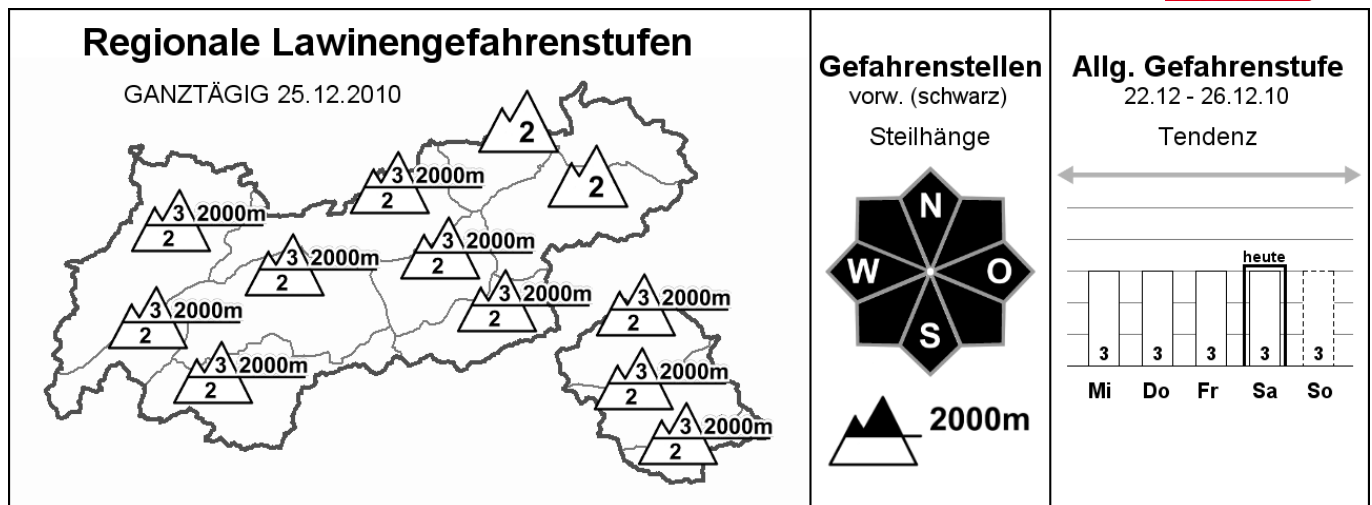 Regionale Lawinengefahrenstufen
GANZTÄGIG 25.12.2010
2
2
3 2000m
2
3 2000m
2
3 2000m
2
3 2000m
2
3 2000m
2
3 2000m
2
3 2000m
2
3 2000m
2
3 2000m
2
3 2000m
2
Gefahrenstellen
vorw. (schwarz)
Steilhänge
N
W O
S
2000m
Allg. Gefahrenstufe
22.12 - 26.12.10
Tendenz
heute
3 3 3 3 3
Mi Do Fr Sa So